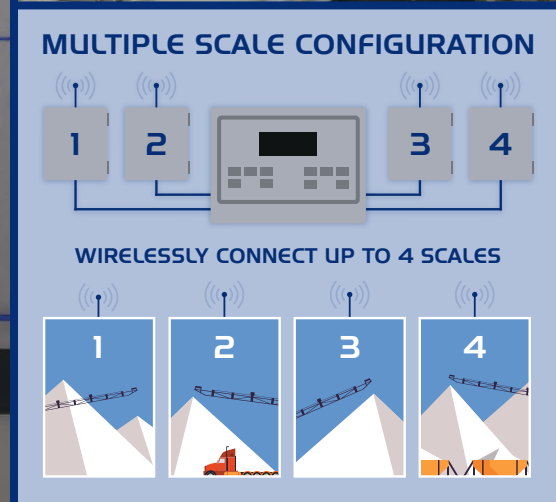 MULTIPLE SCALE CONFIGURATION
1 2 3 4
WIRELESSLY CONNECT UP TO 4 SCALES
1 2 3 4